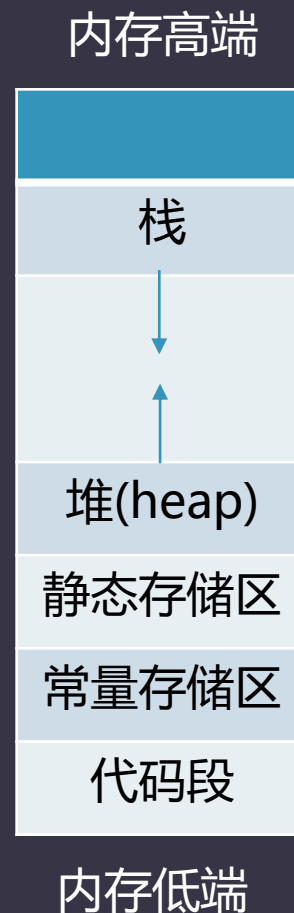 内存高端
栈
堆(heap)
静态存储区
常量存储区
代码段
内存低端